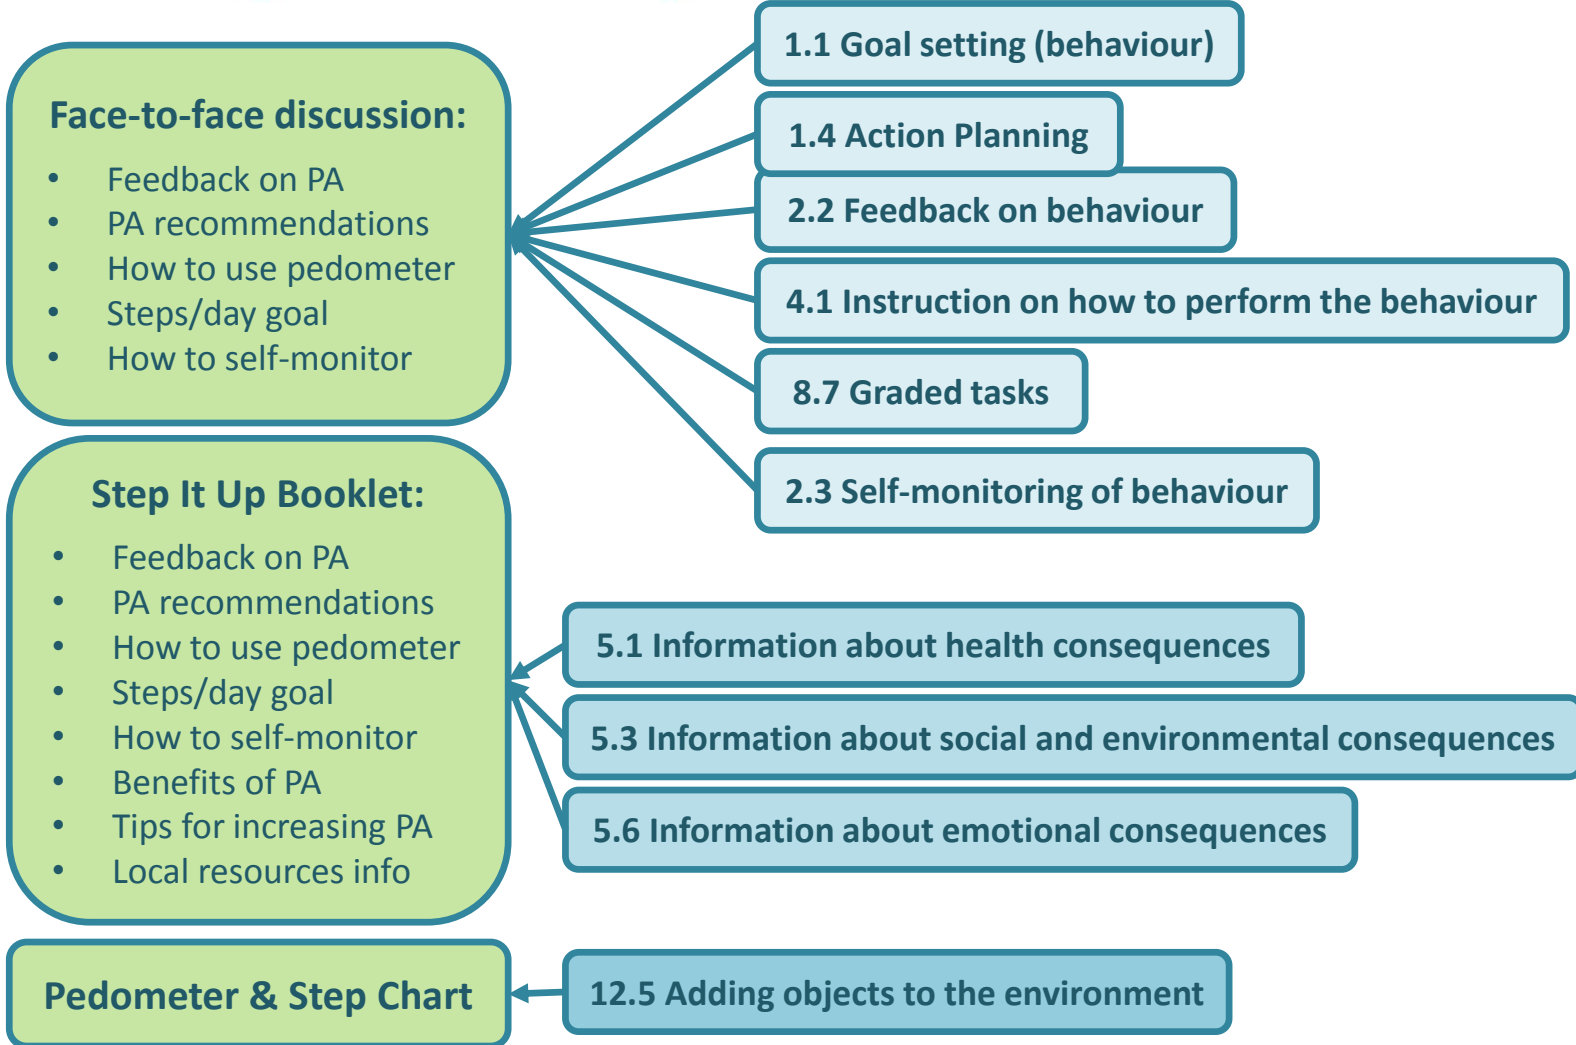 Face-to-face discussion:
• Feedback on PA
• PA recommendations
• How to use pedometer
• Steps/day goal
• How to self-monitor
1.1 Goal setting (behaviour)
1.4 Action Planning
2.2 Feedback on behaviour
4.1 Instruction on how to perform the behaviour
8.7 Graded tasks
2.3 Self-monitoring of behaviour
Step It Up Booklet:
• Feedback on PA
• PA recommendations
• How to use pedometer
• Steps/day goal
• How to self-monitor
• Benefits of PA
• Tips for increasing PA
• Local resources info
5.1 Information about health consequences
5.3 Information about social and environmental consequences
5.6 Information about emotional consequences
Pedometer & Step Chart
12.5 Adding objects to the environment